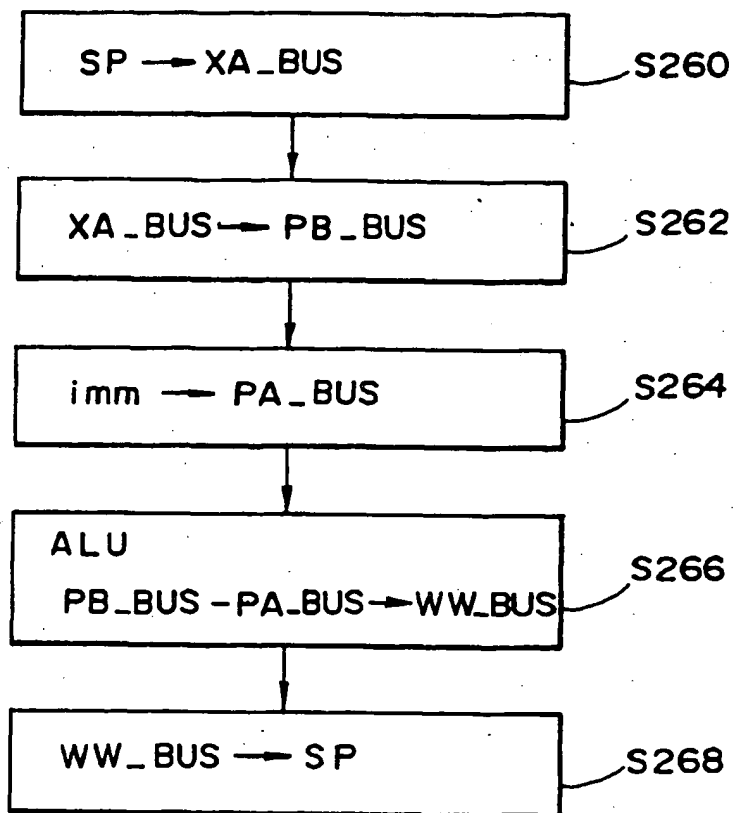 SP → XA_BUS
S260
XA_BUS → PB_BUS
S262
imm → PA_BUS
S264
ALU
PB_BUS - PA_BUS → WW_BUS
S266
WW_BUS → SP
S268